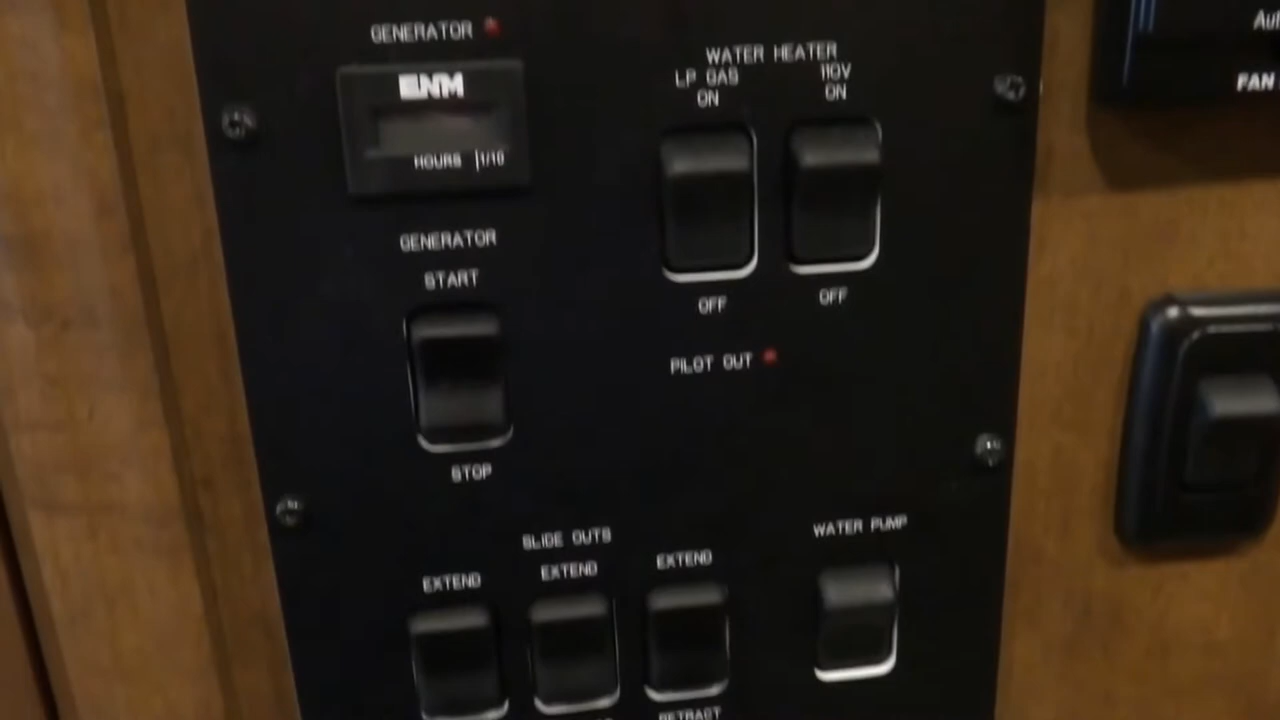 GENERATOR
ENM
HOURS 1/10
WATER HEATER
LP GAS
ON
110V
ON
OFF
OFF
GENERATOR
START
STOP
PILOT OUT
SLIDE OUTS
EXTEND
EXTEND
EXTEND
WATER PUMP
RETRACT
FAN